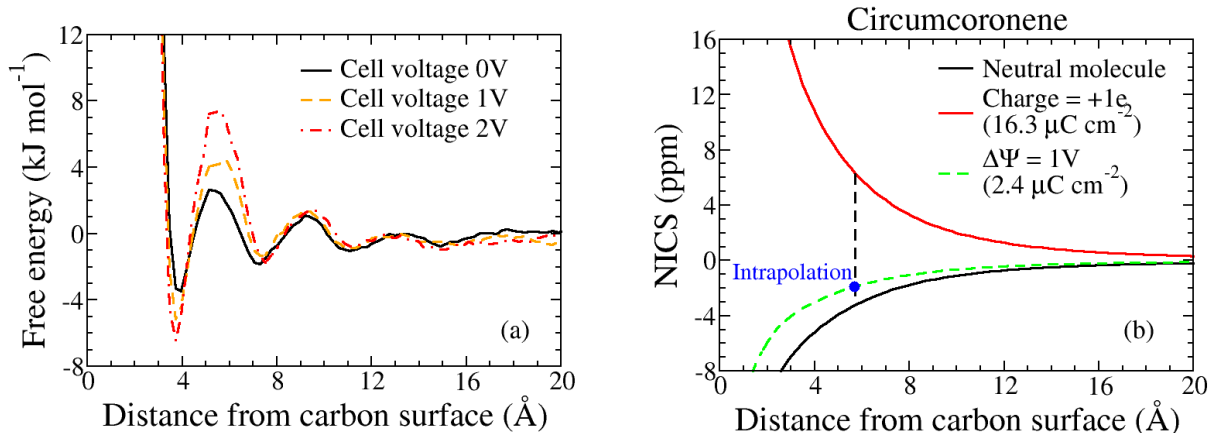 12
8
4
0
-4
-8
0 4 8 12 16 20
Free energy (kJ mol⁻¹)
Distance from carbon surface (Å)
Cell voltage 0V
Cell voltage 1V
Cell voltage 2V
(a)
Circumcoronene
16
12
8
4
0
-4
-8
0 4 8 12 16 20
NICS (ppm)
Distance from carbon surface (Å)
Neutral molecule
Charge = +1e
(16.3 μC cm⁻²)
ΔΨ = 1V
(2.4 μC cm⁻²)
Intrapolation
(b)